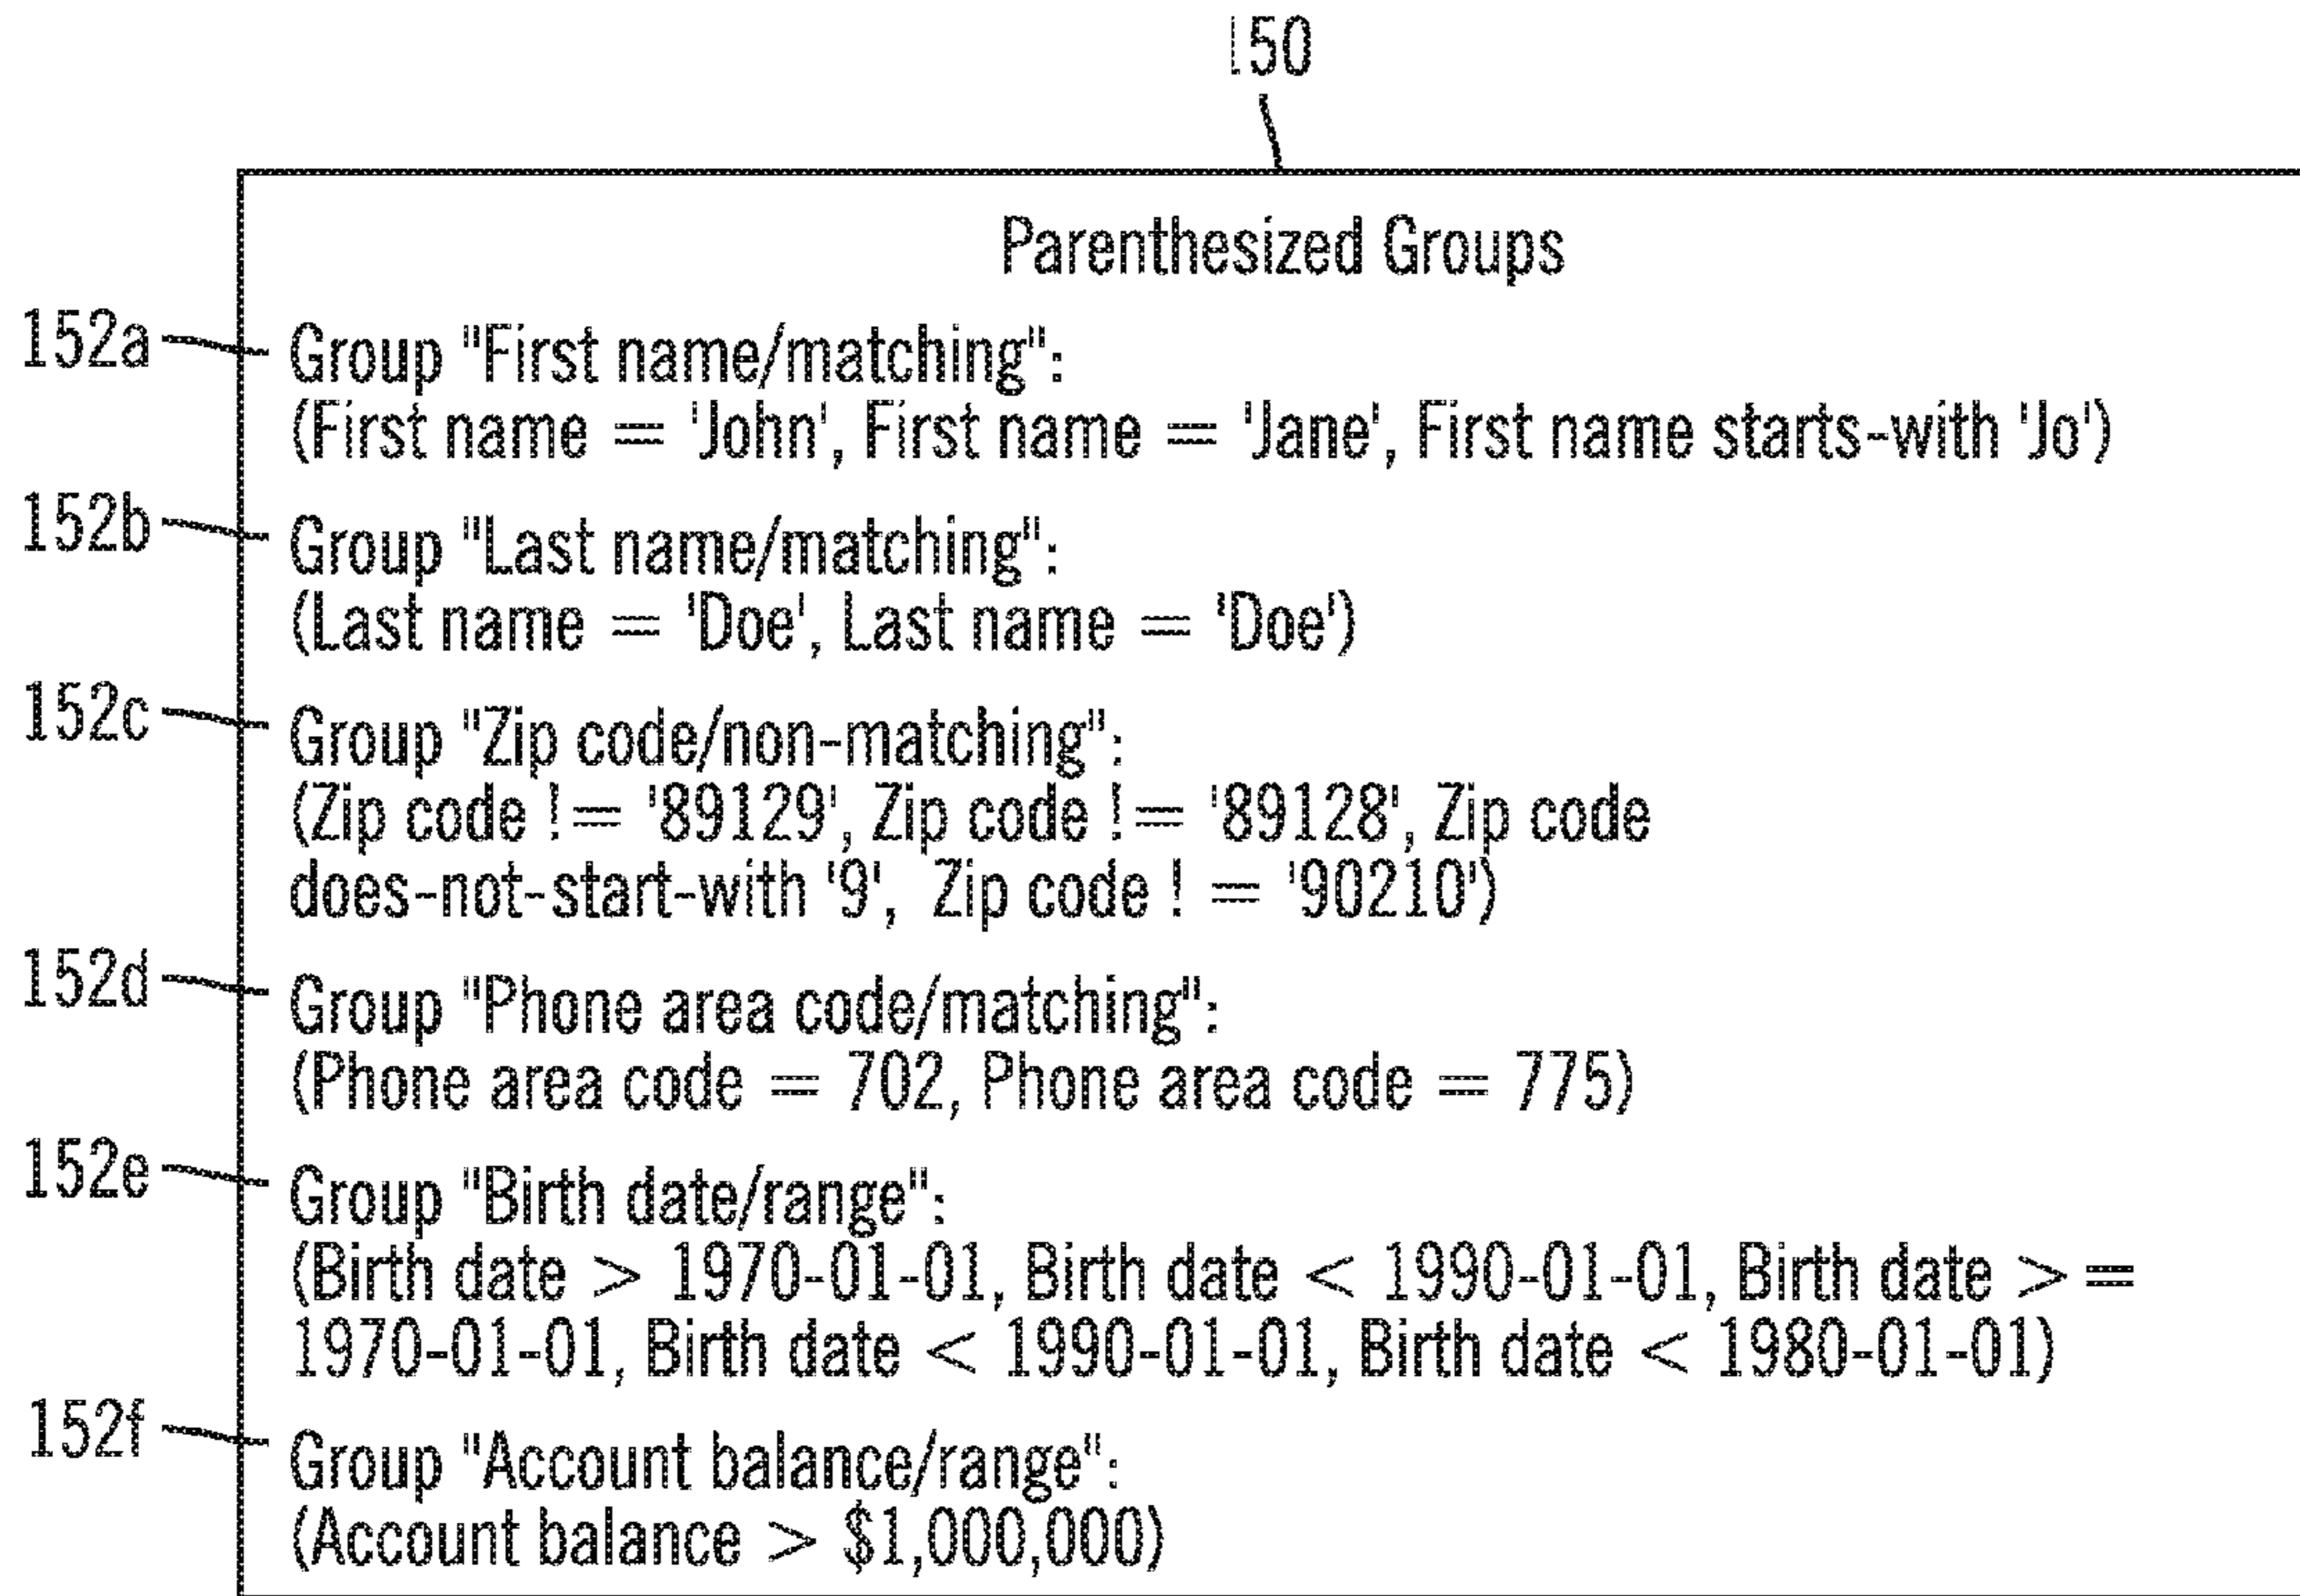 150
Parenthesized Groups
152a
Group "First name/matching":
(First name == 'John', First name == 'Jane', First name starts-with 'Jo')
152b
Group "Last name/matching":
(Last name == 'Doe', Last name == 'Doe')
152c
Group "Zip code/non-matching":
(Zip code != '89129', Zip code != '89128', Zip code
does-not-start-with '9', Zip code ! = '90210')
152d
Group "Phone area code/matching":
(Phone area code = 702, Phone area code = 775)
152e
Group "Birth date/range":
(Birth date > 1970-01-01, Birth date < 1990-01-01, Birth date > =
1970-01-01, Birth date < 1990-01-01, Birth date < 1980-01-01)
152f
Group "Account balance/range":
(Account balance > $1,000,000)